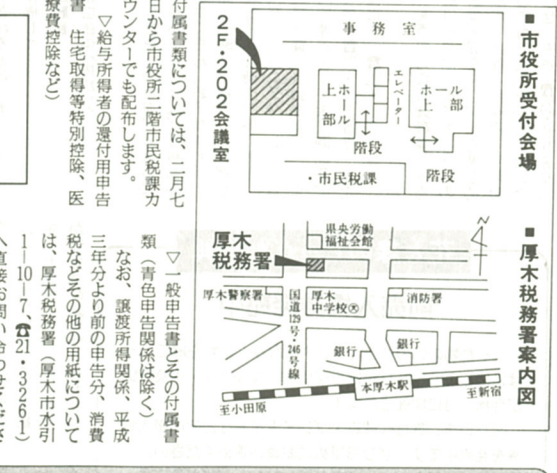 ■市役所受付会場
事務室
2F・202会議室
ホール
上部
エレベーター
ホール
上部
階段
階段
・市民税課
■厚木税務署案内図
N
県央労働
福祉会館
厚木
税務署
厚木警察署
国道129号・246号線
厚木
中学校㊛
消防署
銀行
銀行
本厚木駅
至小田原
至新宿
付属書類については、二月七
日から市役所二階市民税課カ
ウンターでも配布します。
▽給与所得者の還付用申告
書 住宅取得等特別控除、医
療費控除など)
▽一般申告書とその付属書
類(青色申告関係は除く)
なお、譲渡所得関係、平成
三年分より前の申告分、消費
税などその他の用紙について
は、厚木税務署(厚木市水引
1-10-7、☎21・3261)
へ直接お問い合わせください